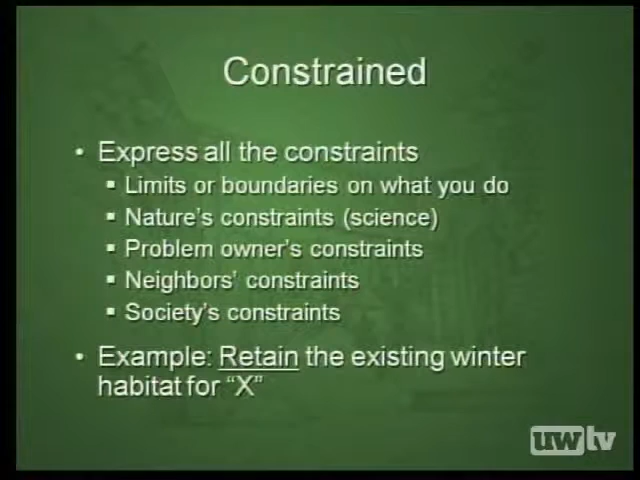 Constrained
• Express all the constraints
▪ Limits or boundaries on what you do
▪ Nature's constraints (science)
▪ Problem owner's constraints
▪ Neighbors' constraints
▪ Society's constraints
• Example: Retain the existing winter
habitat for “X”
uwtv